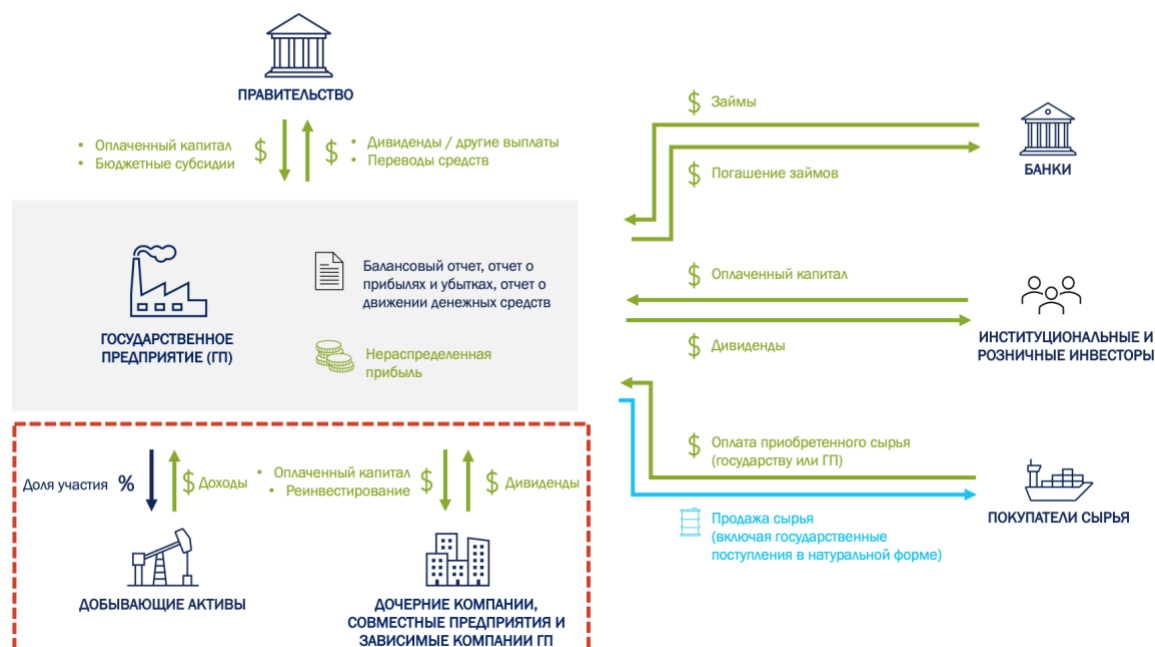 ПРАВИТЕЛЬСТВО
• Оплаченный капитал
• Бюджетные субсидии
$
$
• Дивиденды / другие выплаты
• Переводы средств
$ Займы
$ Погашение займов
БАНКИ
ГОСУДАРСТВЕННОЕ
ПРЕДПРИЯТИЕ (ГП)
Балансовый отчет, отчет о
прибылях и убытках, отчет о
движении денежных средств
Нераспределенная
прибыль
$ Оплаченный капитал
$ Дивиденды
ИНСТИТУЦИОНАЛЬНЫЕ И
РОЗНИЧНЫЕ ИНВЕСТОРЫ
Доля участия %
$ Доходы
• Оплаченный капитал
• Реинвестирование
$
$ Дивиденды
ДОБЫВАЮЩИЕ АКТИВЫ
ДОЧЕРНИЕ КОМПАНИИ,
СОВМЕСТНЫЕ ПРЕДПРИЯТИЯ И
ЗАВИСИМЫЕ КОМПАНИИ ГП
$ Оплата приобретенного сырья
(государству или ГП)
Продажа сырья
(включая государственные
поступления в натуральной форме)
ПОКУПАТЕЛИ СЫРЬЯ